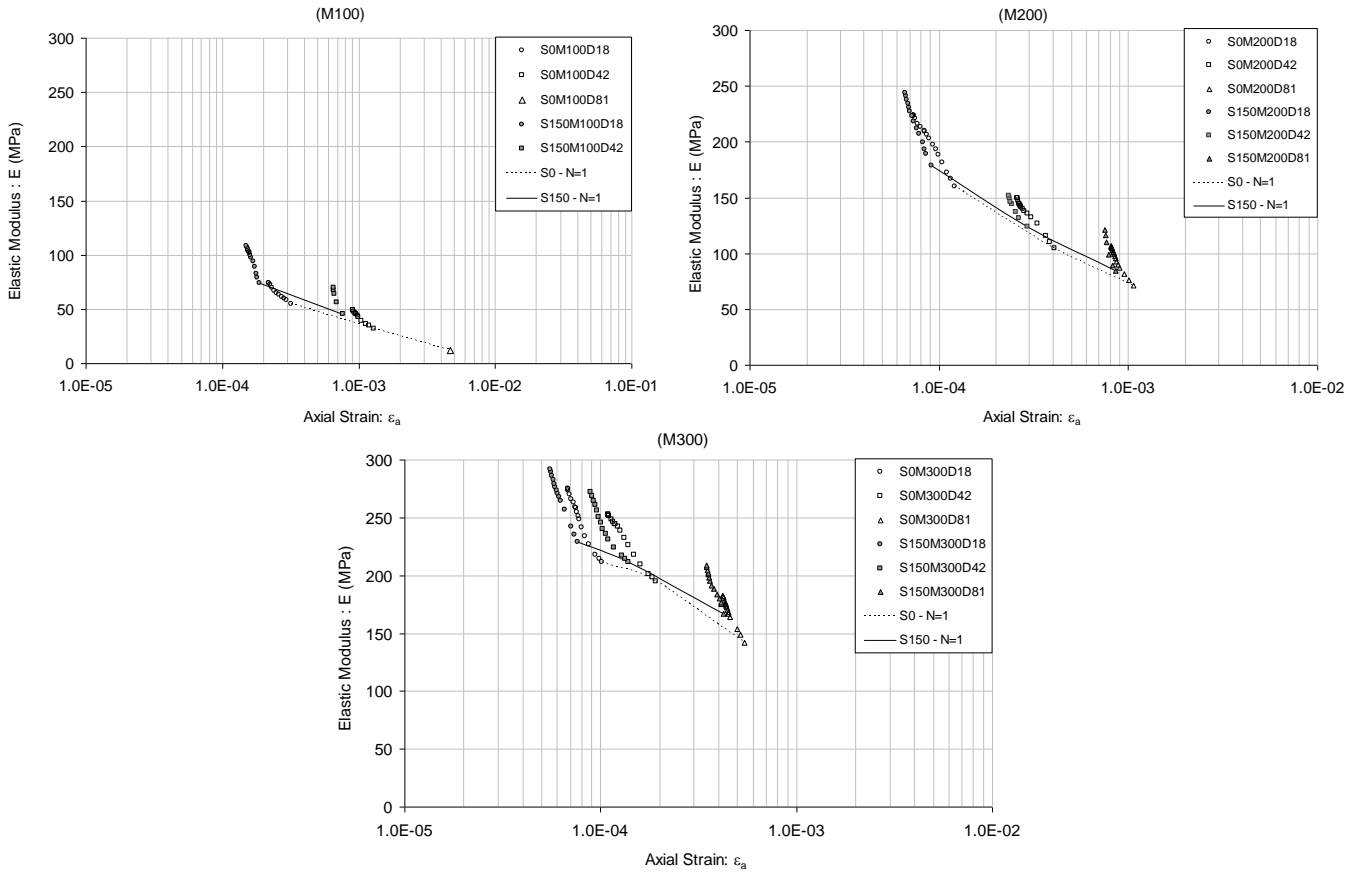 (M100)
300
250
200
150
100
50
0
Elastic Modulus : E (MPa)
1.0E-05
1.0E-04
1.0E-03
1.0E-02
1.0E-01
Axial Strain: εa
S0M100D18
S0M100D42
S0M100D81
S150M100D18
S150M100D42
S0 - N=1
S150 - N=1
(M200)
300
250
200
150
100
50
0
Elastic Modulus : E (MPa)
1.0E-05
1.0E-04
1.0E-03
1.0E-02
Axial Strain: εa
S0M200D18
S0M200D42
S0M200D81
S150M200D18
S150M200D42
S150M200D81
S0 - N=1
S150 - N=1
(M300)
300
250
200
150
100
50
0
Elastic Modulus : E (MPa)
1.0E-05
1.0E-04
1.0E-03
1.0E-02
Axial Strain: εa
S0M300D18
S0M300D42
S0M300D81
S150M300D18
S150M300D42
S150M300D81
S0 - N=1
S150 - N=1